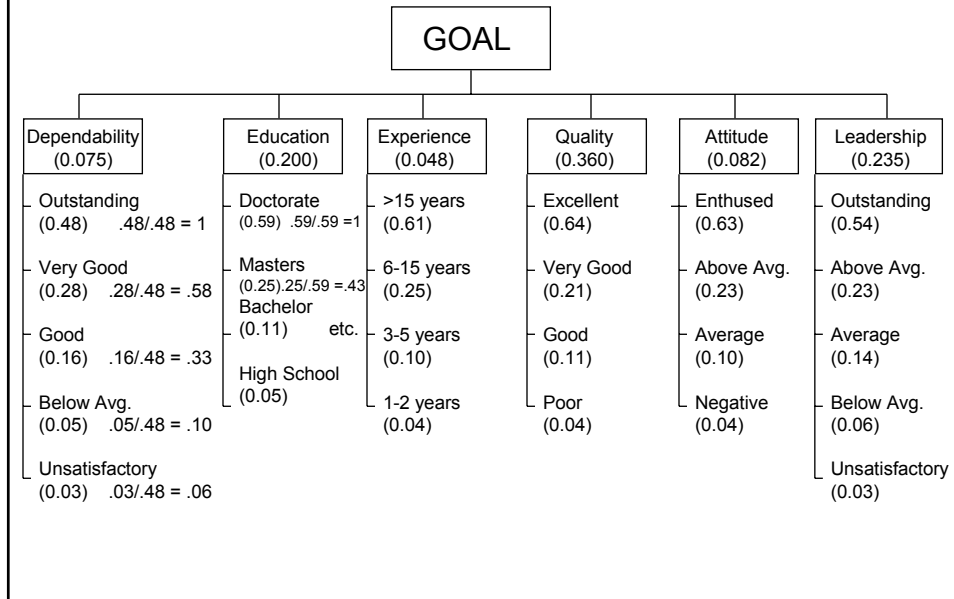 GOAL
Dependability
(0.075)
Outstanding
(0.48) .48/.48 = 1
Very Good
(0.28) .28/.48 = .58
Good
(0.16) .16/.48 = .33
Below Avg.
(0.05) .05/.48 = .10
Unsatisfactory
(0.03) .03/.48 = .06
Education
(0.200)
Doctorate
(0.59) .59/.59 =1
Masters
(0.25).25/.59 =.43
Bachelor
(0.11) etc.
High School
(0.05)
Experience
(0.048)
>15 years
(0.61)
6-15 years
(0.25)
3-5 years
(0.10)
1-2 years
(0.04)
Quality
(0.360)
Excellent
(0.64)
Very Good
(0.21)
Good
(0.11)
Poor
(0.04)
Attitude
(0.082)
Enthused
(0.63)
Above Avg.
(0.23)
Average
(0.10)
Negative
(0.04)
Leadership
(0.235)
Outstanding
(0.54)
Above Avg.
(0.23)
Average
(0.14)
Below Avg.
(0.06)
Unsatisfactory
(0.03)